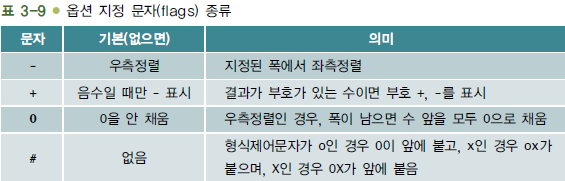 표 3-9 ● 옵션 지정 문자(flags) 종류
문자 기본(없으면) 의미
- 우측정렬 지정된 폭에서 좌측정렬
+ 음수일 때만 - 표시 결과가 부호가 있는 수이면 부호 +, -를 표시
0 0을 안 채움 우측정렬인 경우, 폭이 남으면 수 앞을 모두 0으로 채움
# 없음 형식제어문자가 o인 경우 0이 앞에 붙고, x인 경우 ox가
붙으며, X인 경우 0X가 앞에 붙음